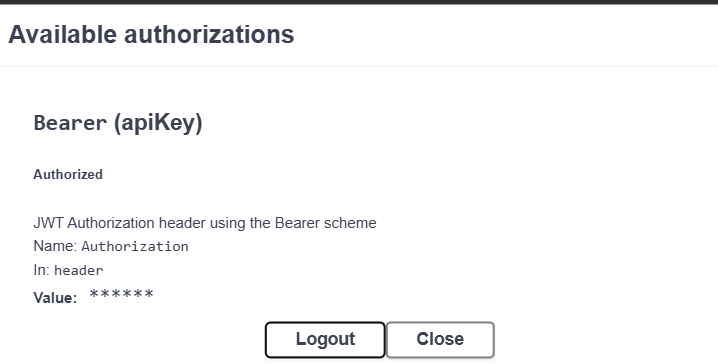 Available authorizations
Bearer (apiKey)
Authorized
JWT Authorization header using the Bearer scheme
Name: Authorization
In: header
Value: ******
Logout Close